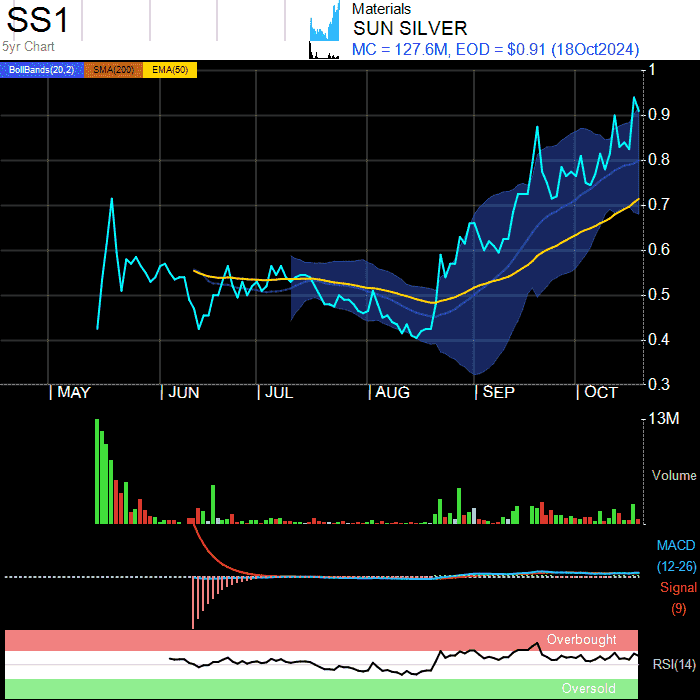 SS1
5yr Chart
Materials
SUN SILVER
MC = 127.6M, EOD = $0.91 (18Oct2024)
BollBands(20,2) SMA(200) EMA(50)
1
0.9
0.8
0.7
0.6
0.5
0.4
0.3
MAY JUN JUL AUG SEP OCT
13M
Volume
MACD
(12-26)
Signal
(9)
Overbought
RSI(14)
Oversold